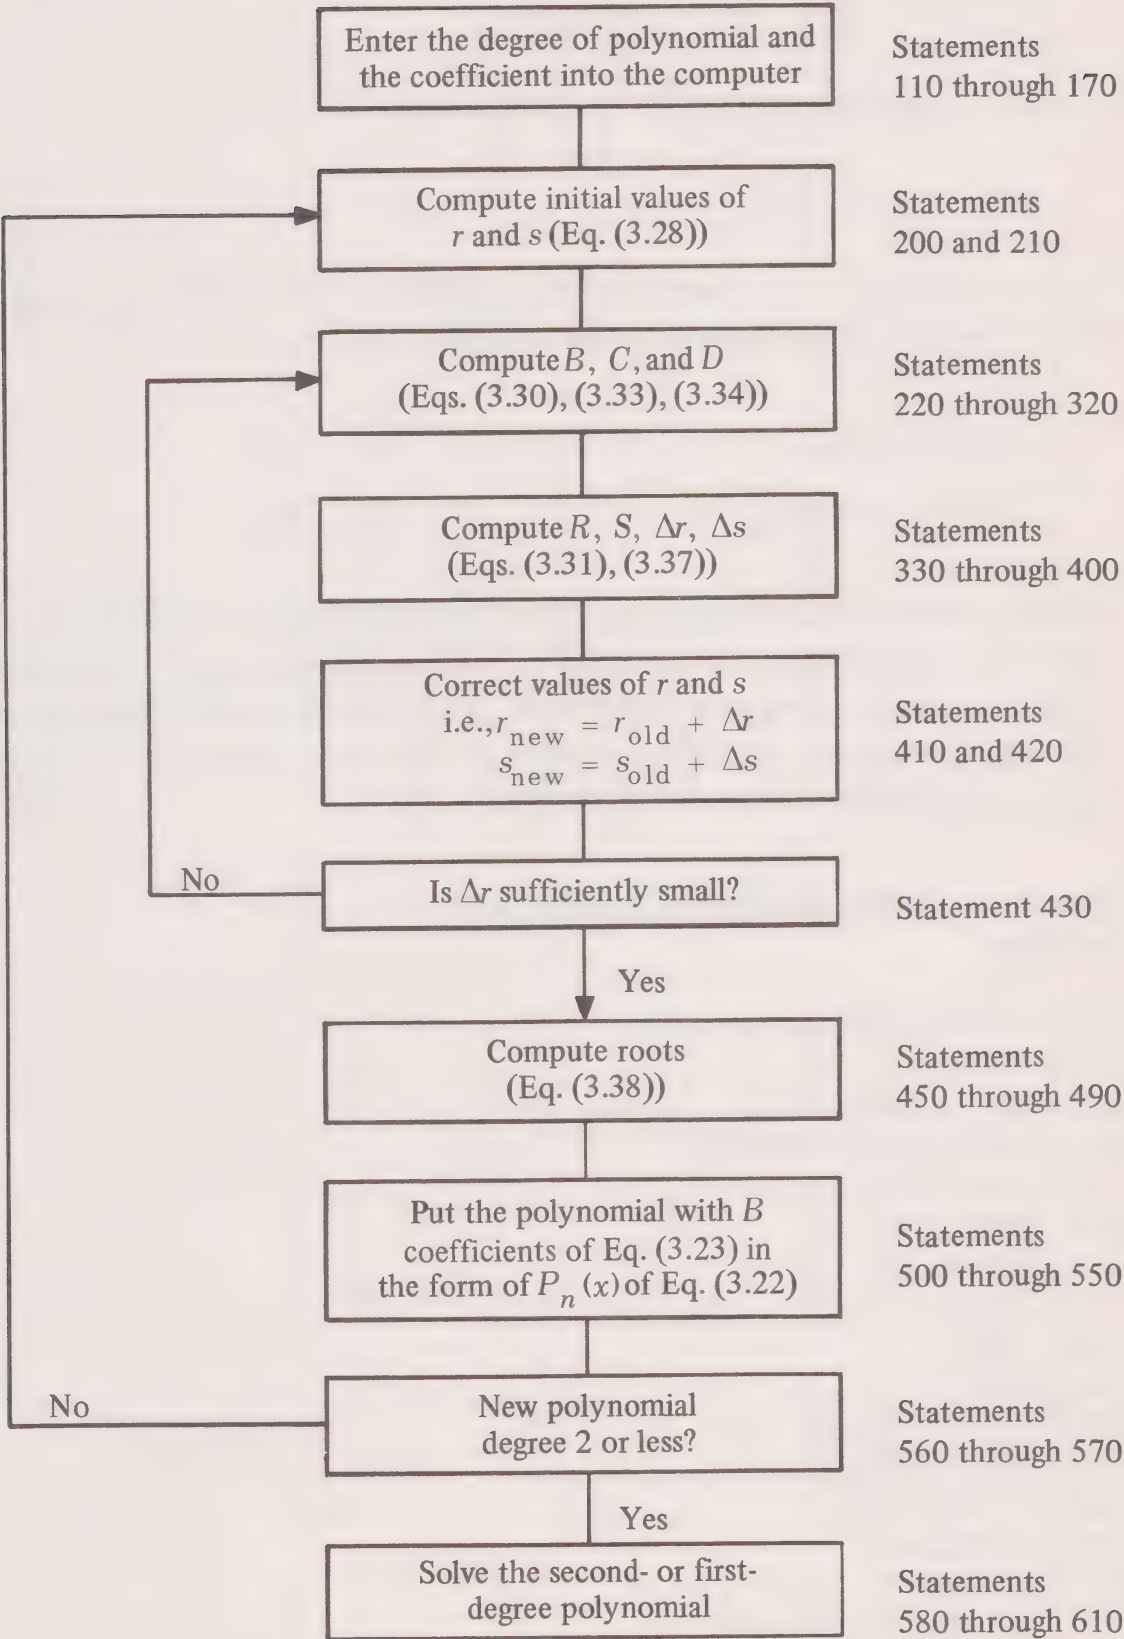 Enter the degree of polynomial and
the coefficient into the computer
Statements
110 through 170
Compute initial values of
r and s (Eq. (3.28))
Statements
200 and 210
Compute B, C, and D
(Eqs. (3.30), (3.33), (3.34))
Statements
220 through 320
Compute R, S, Δr, Δs
(Eqs. (3.31), (3.37))
Statements
330 through 400
Correct values of r and s
i.e., r_new = r_old + Δr
s_new = s_old + Δs
Statements
410 and 420
No
Is Δr sufficiently small?
Statement 430
Yes
Compute roots
(Eq. (3.38))
Statements
450 through 490
Put the polynomial with B
coefficients of Eq. (3.23) in
the form of P_n (x) of Eq. (3.22)
Statements
500 through 550
No
New polynomial
degree 2 or less?
Statements
560 through 570
Yes
Solve the second- or first-
degree polynomial
Statements
580 through 610